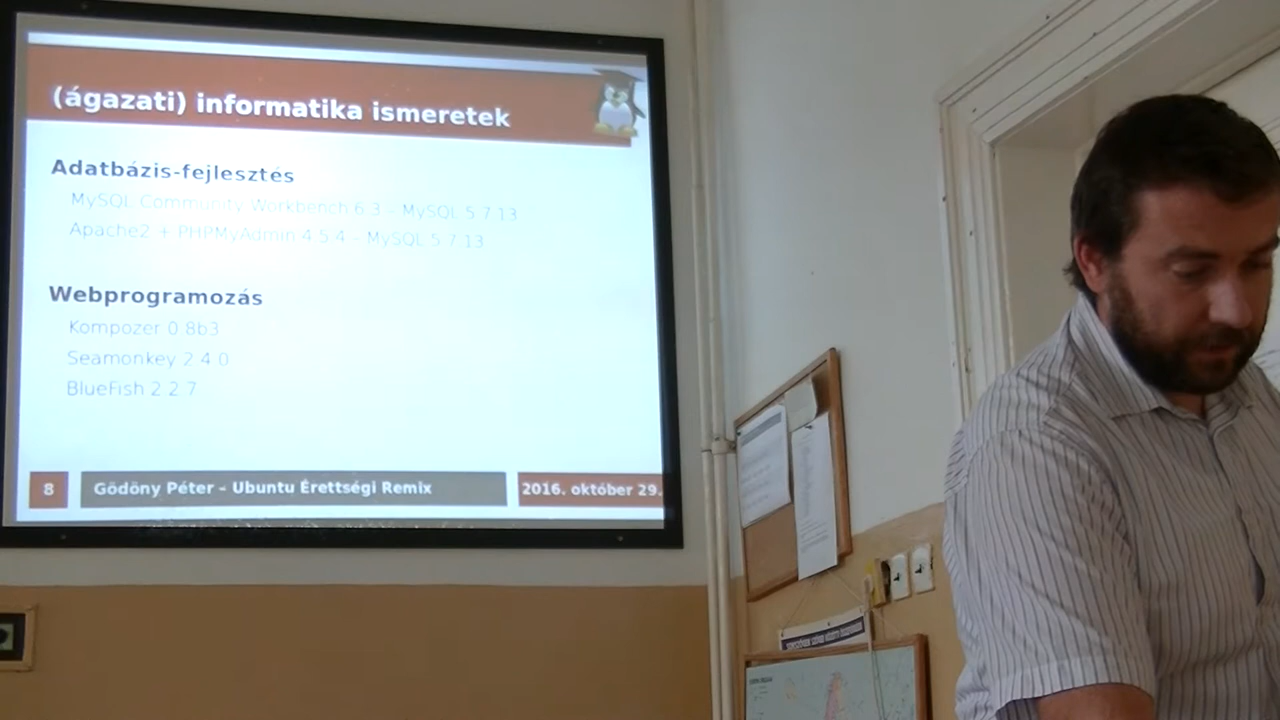 (ágazati) informatika ismeretek
Adatbázis-fejlesztés
MySQL Community Workbench 6.3 - MySQL 5.7.13
Apache2 + PHPMyAdmin 4.5.4 - MySQL 5.7.13
Webprogramozás
Kompozer 0.8b3
Seamonkey 2.4.0
BlueFish 2.2.7
8
Gödöny Péter – Ubuntu Érettségi Remix
2016. október 29.